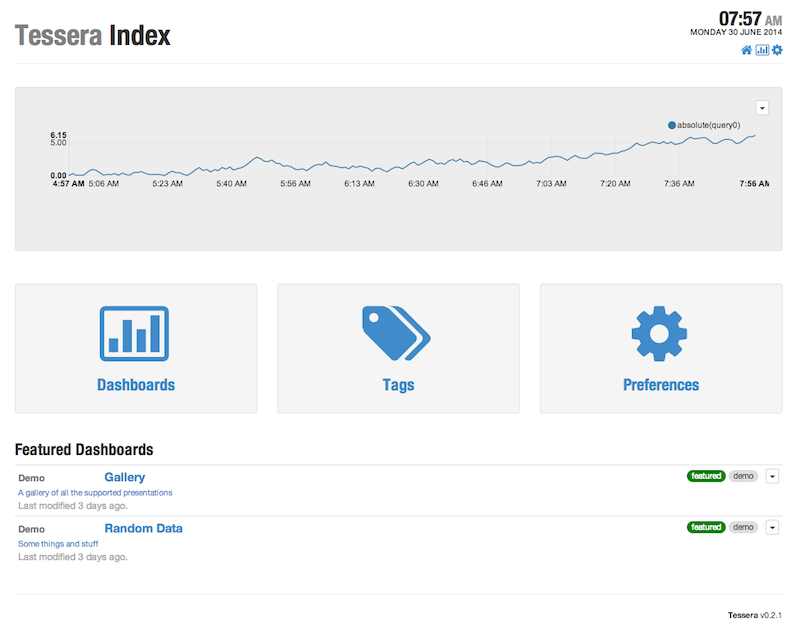 Tessera Index
07:57 AM
MONDAY 30 JUNE 2014
absolute(query0)
6.15
5.00
0.00
4:57 AM 5:06 AM 5:23 AM 5:40 AM 5:56 AM 6:13 AM 6:30 AM 6:46 AM 7:03 AM 7:20 AM 7:36 AM 7:56 AM
Dashboards Tags Preferences
Featured Dashboards
Demo Gallery featured demo
A gallery of all the supported presentations
Last modified 3 days ago.
Demo Random Data featured demo
Some things and stuff
Last modified 3 days ago.
Tessera v0.2.1